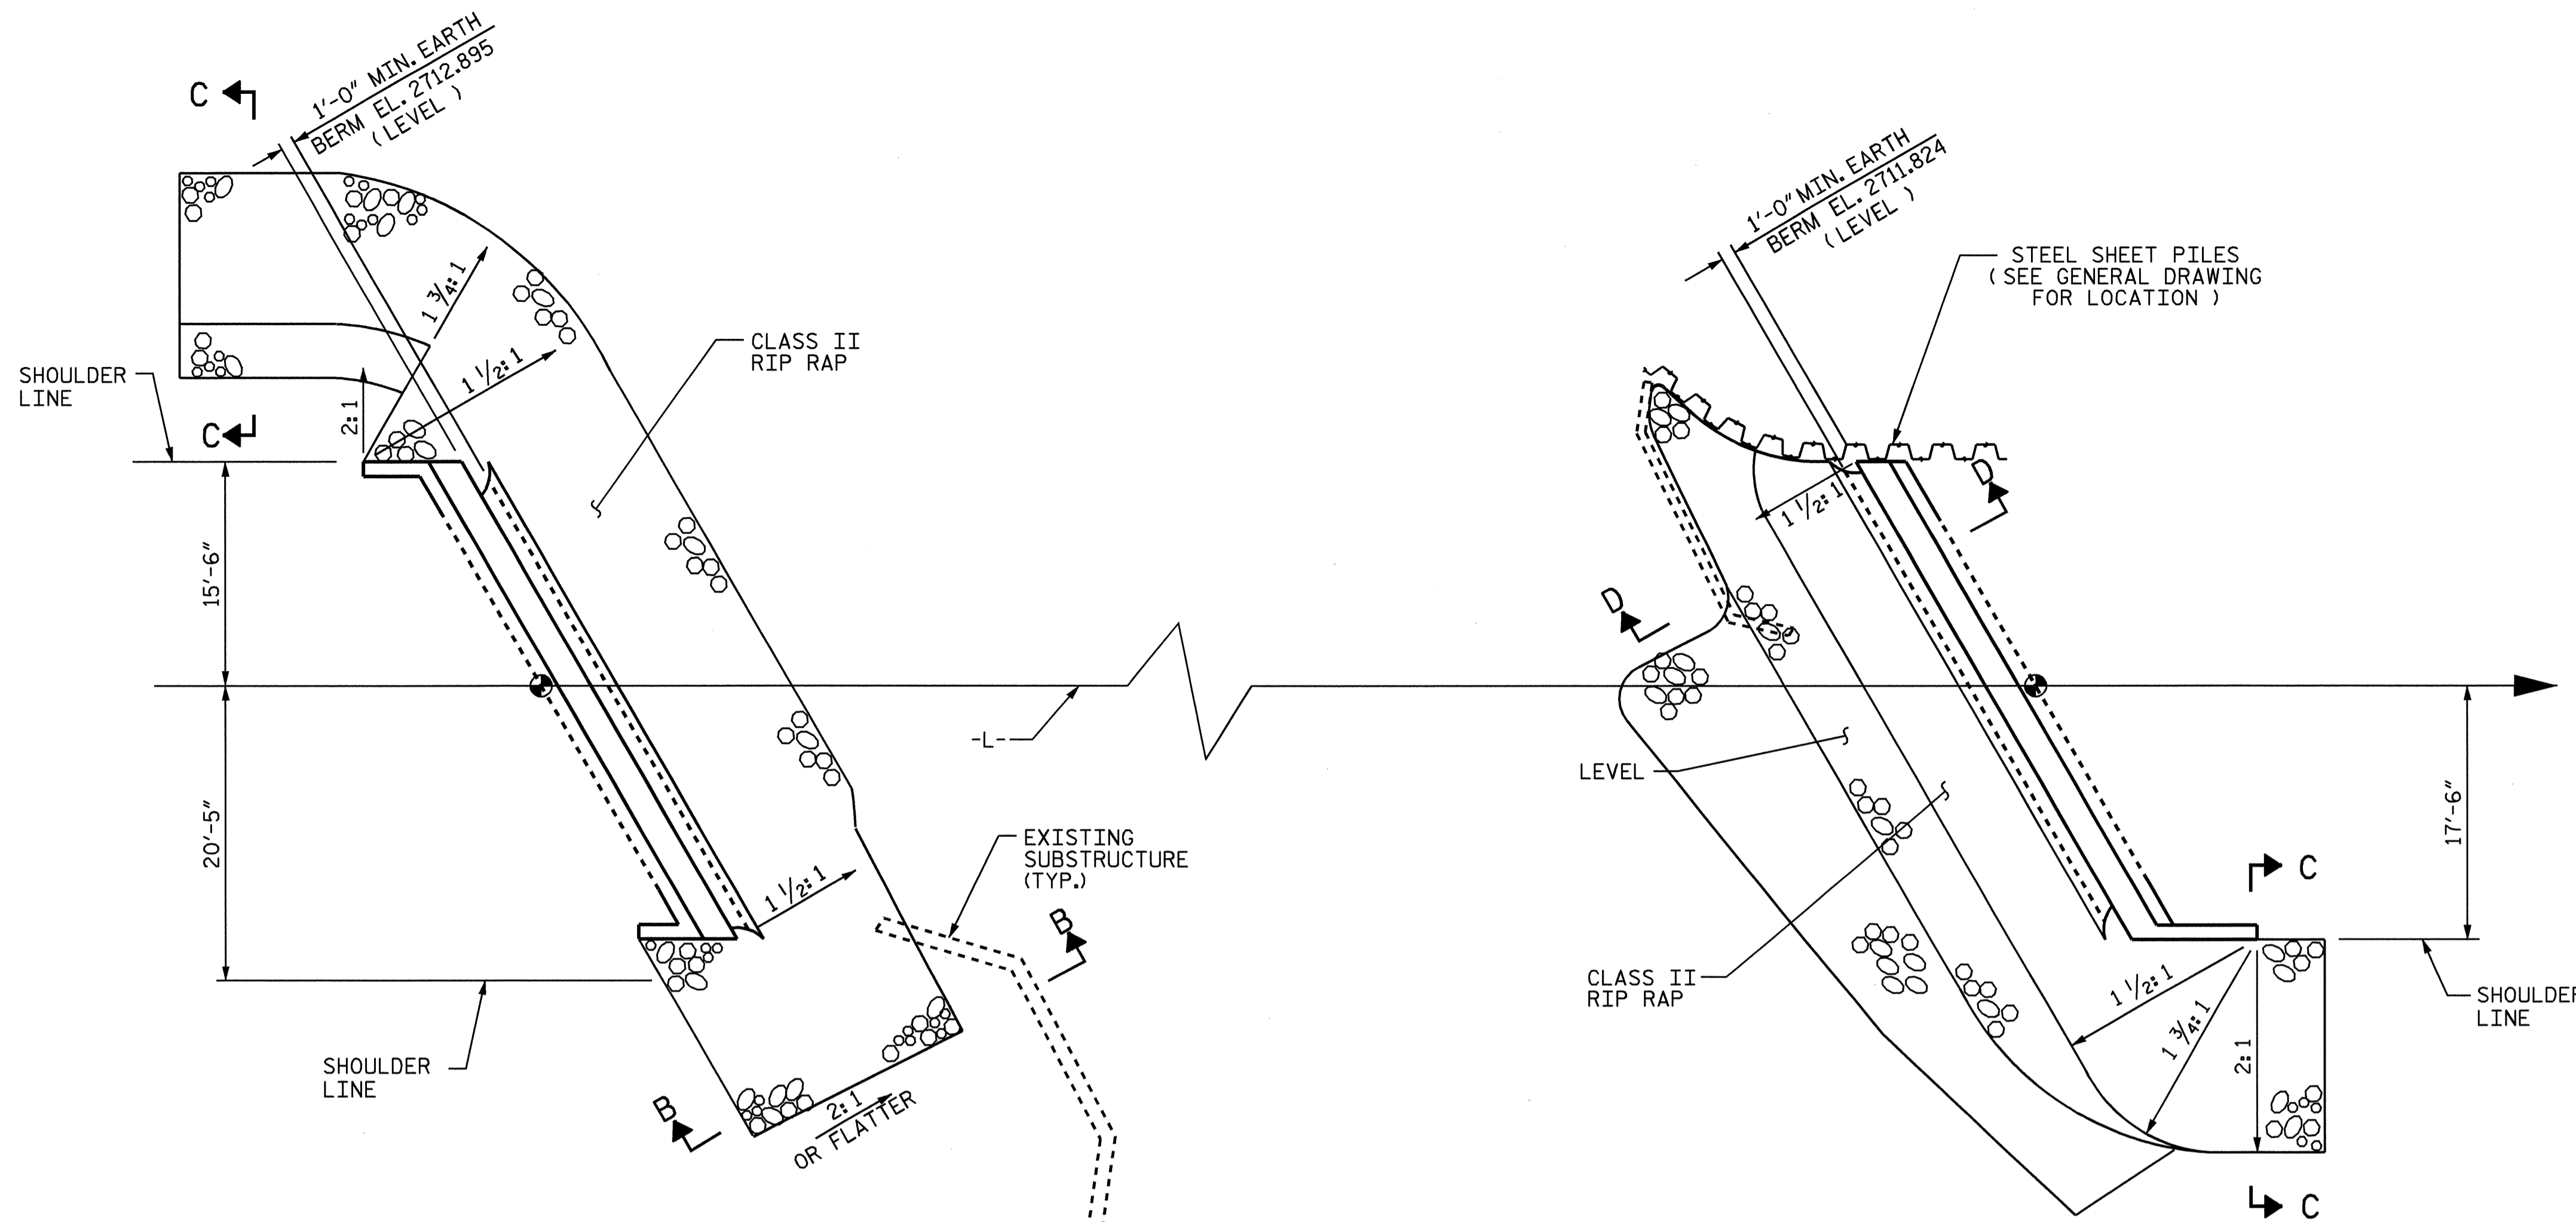 1'-0" MIN. EARTH
BERM EL. 2712.895
( LEVEL )
C
1 3/4: 1
1 1/2: 1
2: 1
C
SHOULDER
LINE
CLASS II
RIP RAP
15'-6"
20'-5"
-L-
1 1/2: 1
EXISTING
SUBSTRUCTURE
(TYP.)
B
B
SHOULDER
LINE
2: 1
OR FLATTER
1'-0" MIN. EARTH
BERM EL. 2711.824
( LEVEL )
STEEL SHEET PILES
( SEE GENERAL DRAWING
FOR LOCATION )
D
1 1/2: 1
D
LEVEL
CLASS II
RIP RAP
17'-6"
C
1 1/2: 1
1 3/4: 1
2: 1
SHOULDER
LINE
C